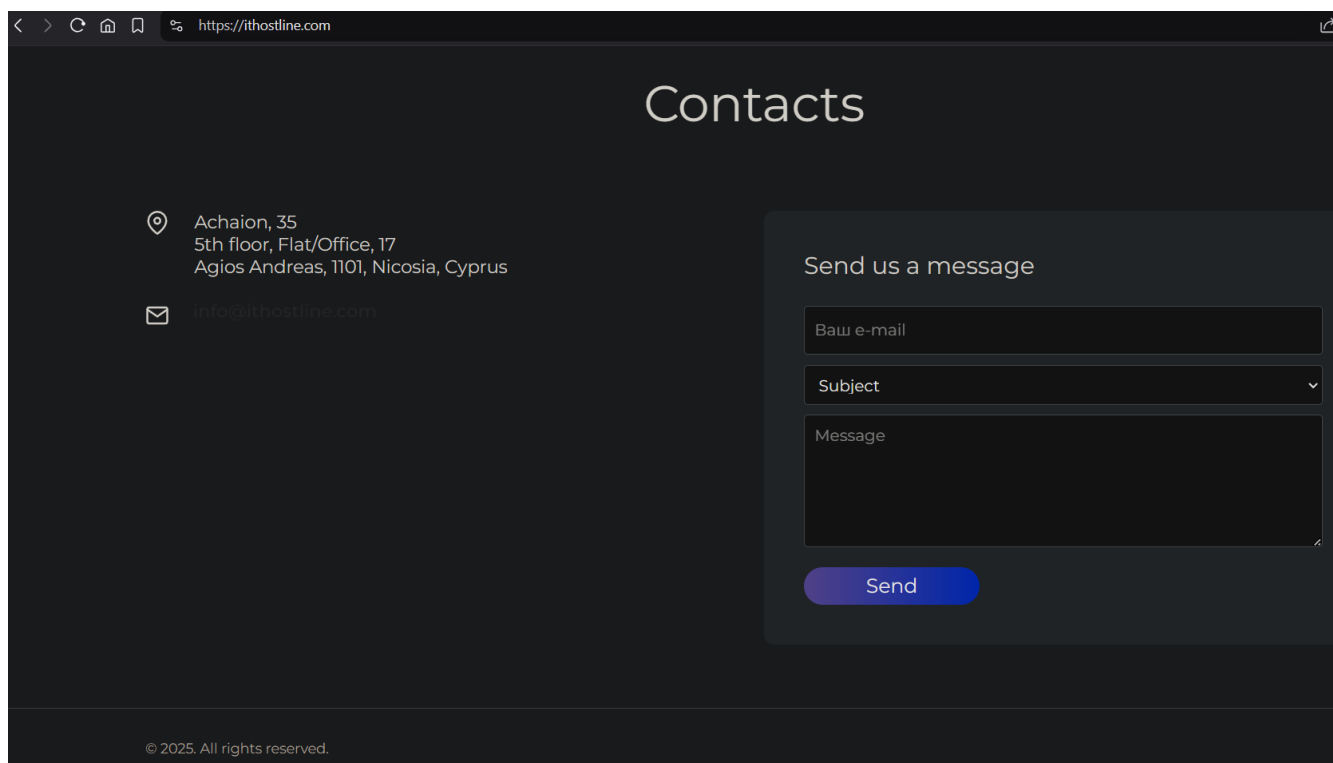 https://ithostline.com
Contacts
Achaion, 35
5th floor, Flat/Office, 17
Agios Andreas, 1101, Nicosia, Cyprus
info@ithostline.com
Send us a message
Ваш e-mail
Subject
Message
Send
© 2025. All rights reserved.